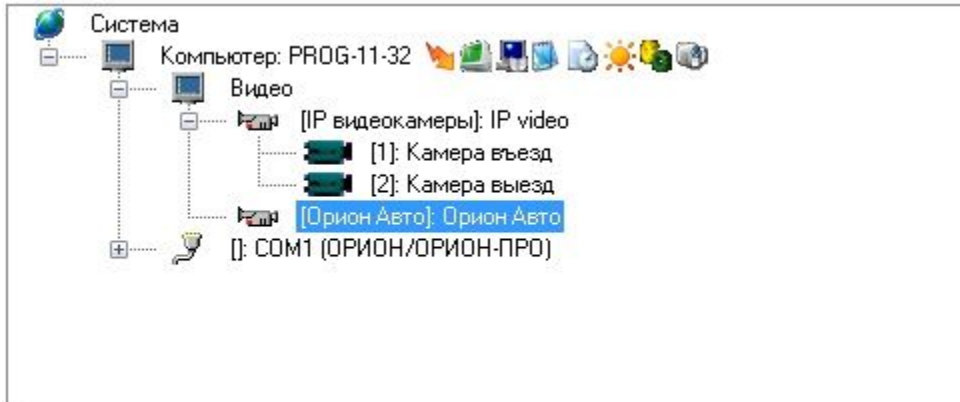 Система
Компьютер: PROG-11-32
Видео
[IP видеокамеры]: IP video
[1]: Камера въезд
[2]: Камера выезд
[Орион Авто]: Орион Авто
[]: COM1 (ОРИОН/ОРИОН-ПРО)